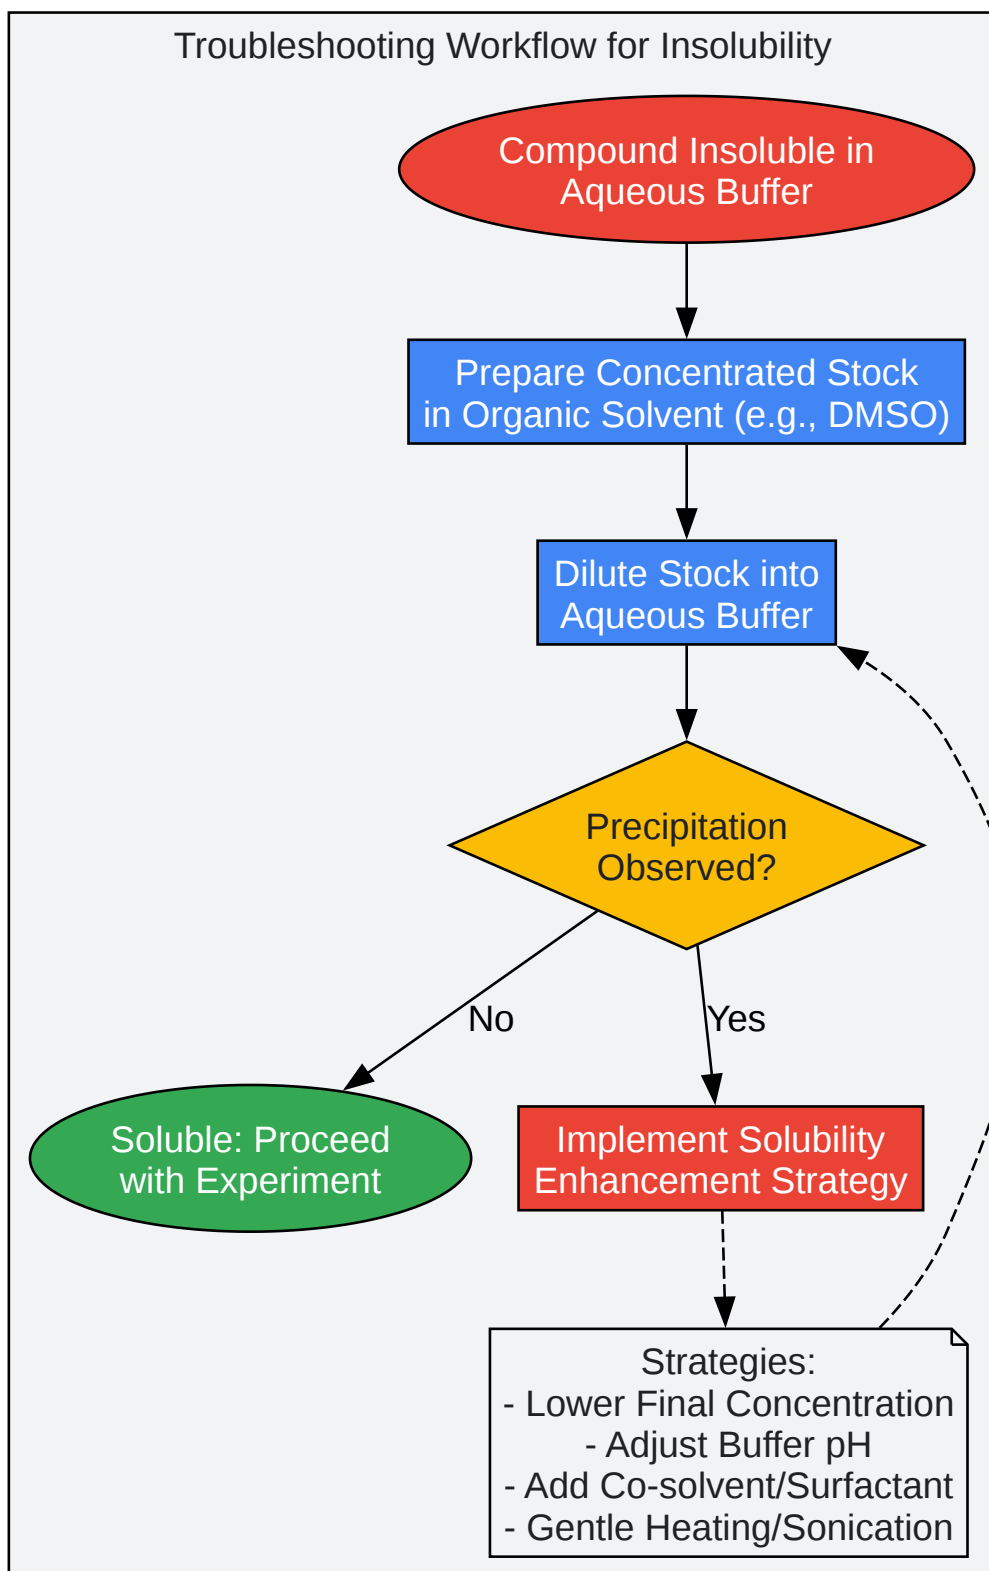 Troubleshooting Workflow for Insolubility
Compound Insoluble in
Aqueous Buffer
Prepare Concentrated Stock
in Organic Solvent (e.g., DMSO)
Dilute Stock into
Aqueous Buffer
Precipitation
Observed?
No
Yes
Soluble: Proceed
with Experiment
Implement Solubility
Enhancement Strategy
Strategies:
- Lower Final Concentration
- Adjust Buffer pH
- Add Co-solvent/Surfactant
- Gentle Heating/Sonication